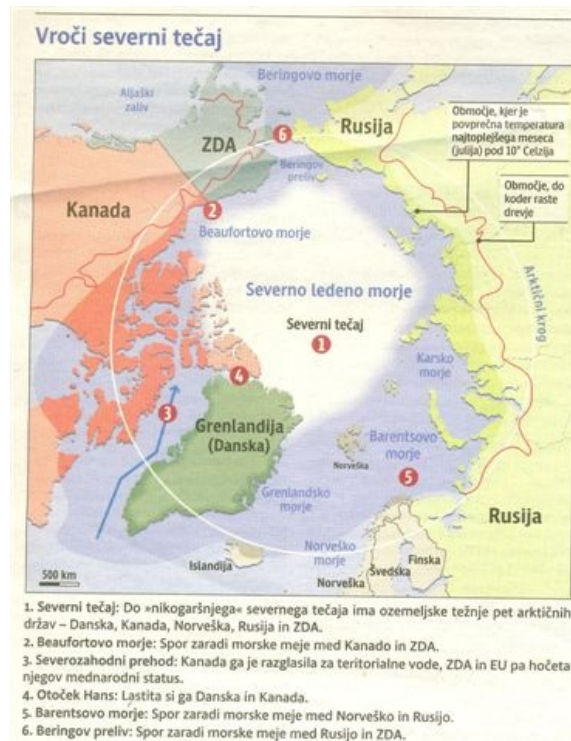 Vroči severni tečaj
Aljaški
zaliv
Beringovo morje
ZDA
6
Rusija
Območje, kjer je
povprečna temperatura
najtoplejšega meseca
(julija) pod 10° Celzija
Beringov
preliv
Kanada
2
Beaufortovo morje
Območje, do
koder raste
drevje
Severno ledeno morje
Arktični krog
Severni tečaj
1
Karsko
morje
4
3
Grenlandija
(Danska)
Barentsovo
morje
Norveška
5
Grenlandsko
morje
Rusija
Norveško
morje
Islandija
Finska
Švedska
Norveška
500 km
1. Severni tečaj: Do »nikogaršnjega« severnega tečaja ima ozemeljske težnje pet arktičnih
držav – Danska, Kanada, Norveška, Rusija in ZDA.
2. Beaufortovo morje: Spor zaradi morske meje med Kanado in ZDA.
3. Severozahodni prehod: Kanada ga je razglasila za teritorialne vode, ZDA in EU pa hočeta
njegov mednarodni status.
4. Otoček Hans: Lastita si ga Danska in Kanada.
5. Barentsovo morje: Spor zaradi morske meje med Norveško in Rusijo.
6. Beringov preliv: Spor zaradi morske meje med Rusijo in ZDA.